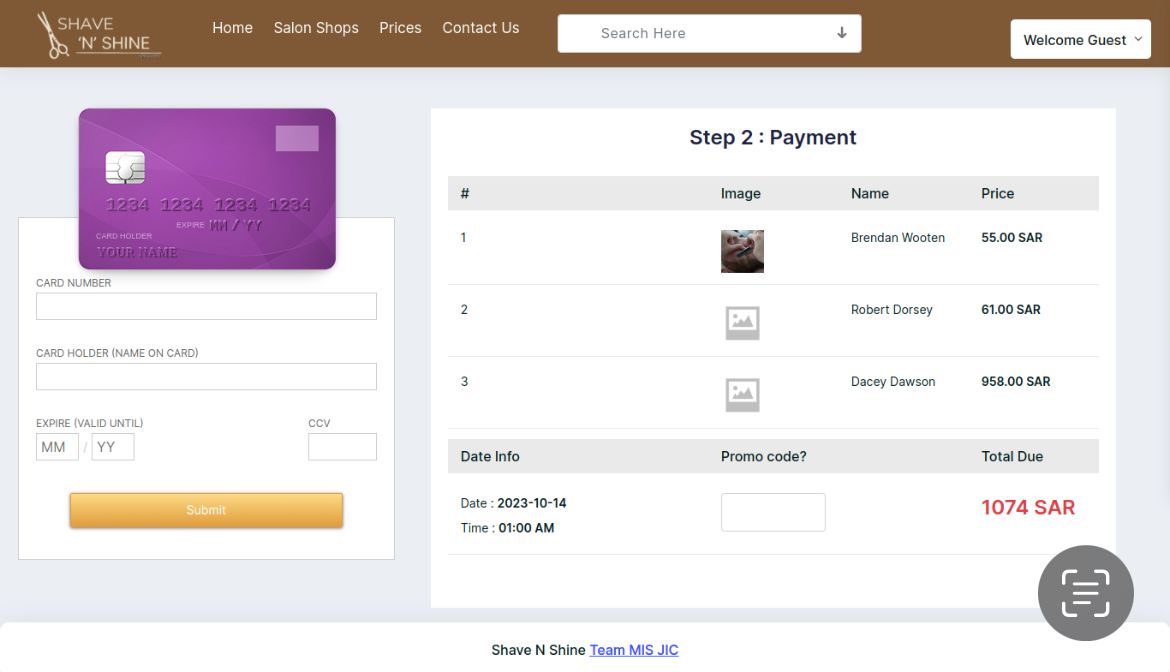 SHAVE
'N' SHINE
Home
Salon Shops
Prices
Contact Us
Search Here
Welcome Guest
1234 1234 1234 1234
EXPIRE MM / YY
CARD HOLDER
YOUR NAME
CARD NUMBER
CARD HOLDER (NAME ON CARD)
EXPIRE (VALID UNTIL)
CCV
MM / YY
Submit
Step 2 : Payment
# Image Name Price
1 Brendan Wooten 55.00 SAR
2 Robert Dorsey 61.00 SAR
3 Dacey Dawson 958.00 SAR
Date Info Promo code? Total Due
Date : 2023-10-14
Time : 01:00 AM
1074 SAR
Shave N Shine Team MIS JIC